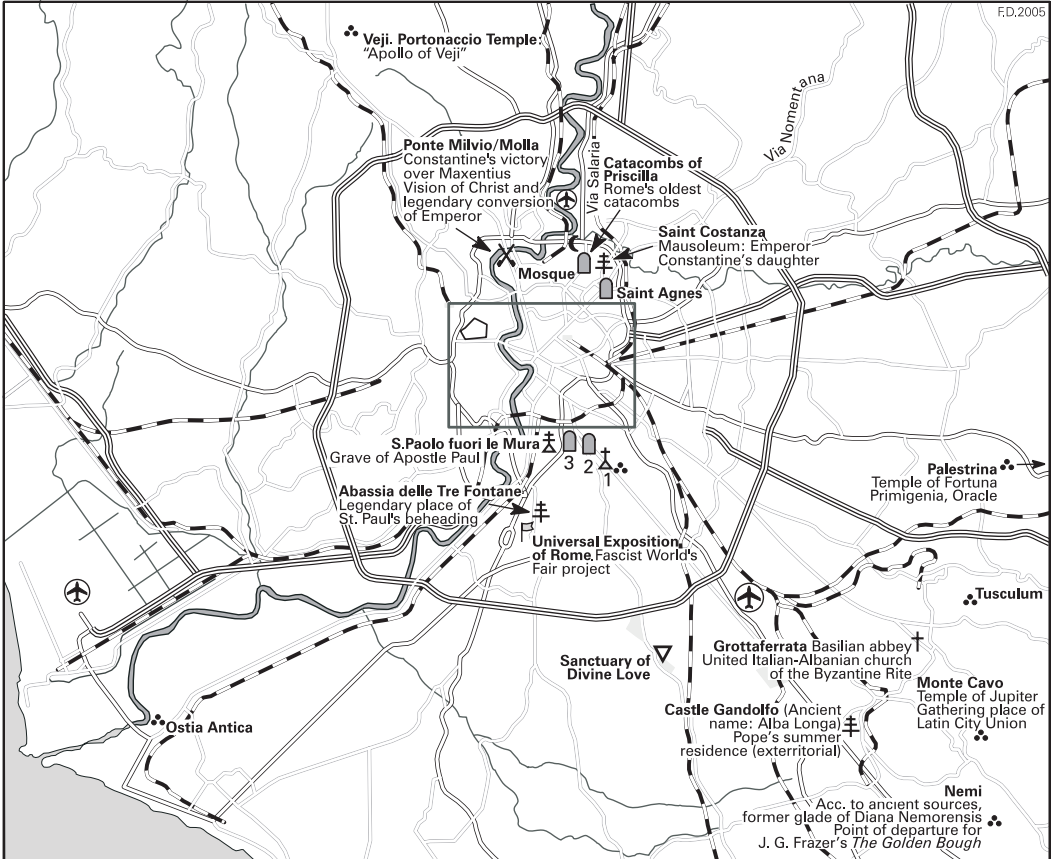 F.D.2005
Veji. Portonaccio Temple:
“Apollo of Veji”
Via Nomentana
Ponte Milvio/Molla
Constantine's victory
over Maxentius
Vision of Christ and
legendary conversion
of Emperor
Via Salaria
Catacombs of
Priscilla
Rome's oldest
catacombs
Saint Costanza
Mausoleum: Emperor
Constantine's daughter
Mosque
Saint Agnes
S.Paolo fuori le Mura
Grave of Apostle Paul
3
2
1
Palestrina
Temple of Fortuna
Primigenia, Oracle
Abassia delle Tre Fontane
Legendary place of
St. Paul's beheading
Universal Exposition
of Rome Fascist World's
Fair project
Tusculum
Grottaferrata Basilian abbey
United Italian-Albanian church
of the Byzantine Rite
Sanctuary of
Divine Love
Monte Cavo
Temple of Jupiter
Gathering place of
Latin City Union
Castle Gandolfo (Ancient
name: Alba Longa)
Pope's summer
residence (exterritorial)
Ostia Antica
Nemi
Acc. to ancient sources,
former glade of Diana Nemorensis
Point of departure for
J. G. Frazer's The Golden Bough